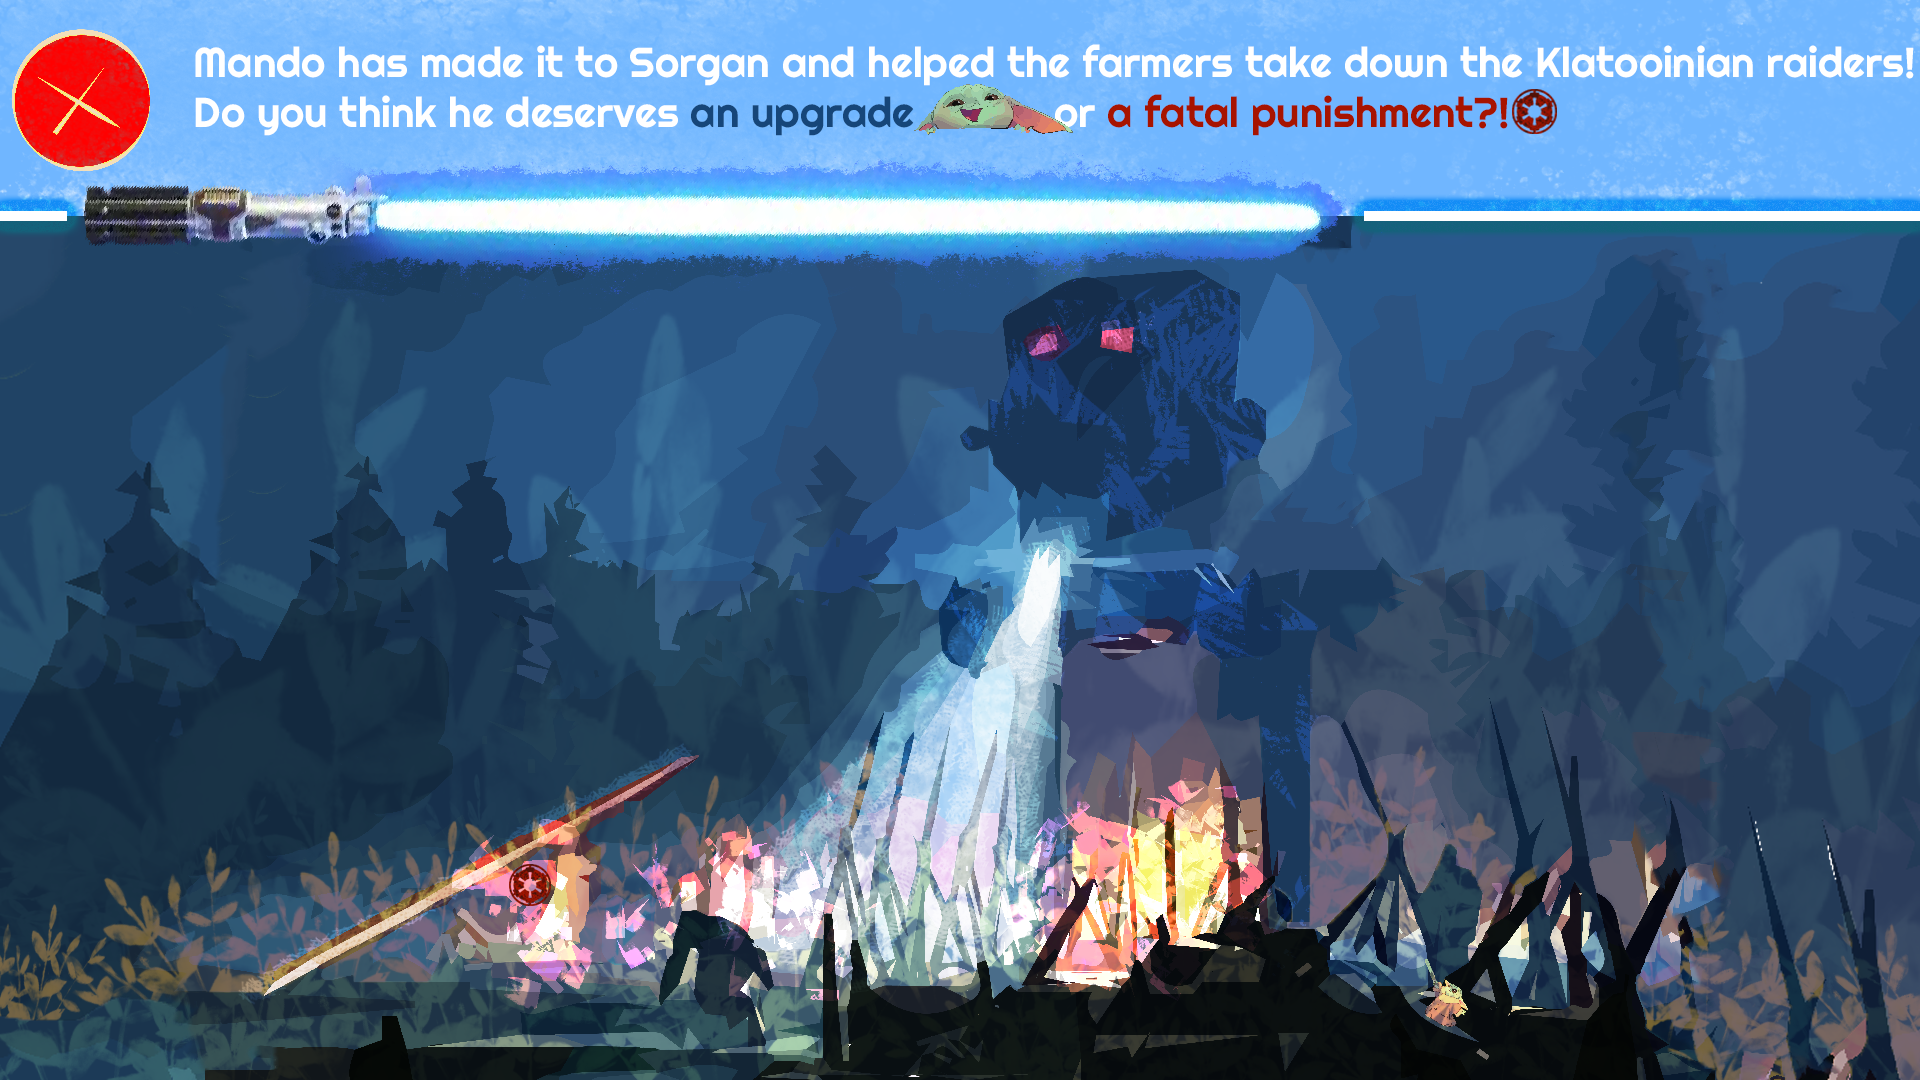 Mando has made it to Sorgan and helped the farmers take down the Klatooinian raiders!
Do you think he deserves an upgrade or a fatal punishment?!